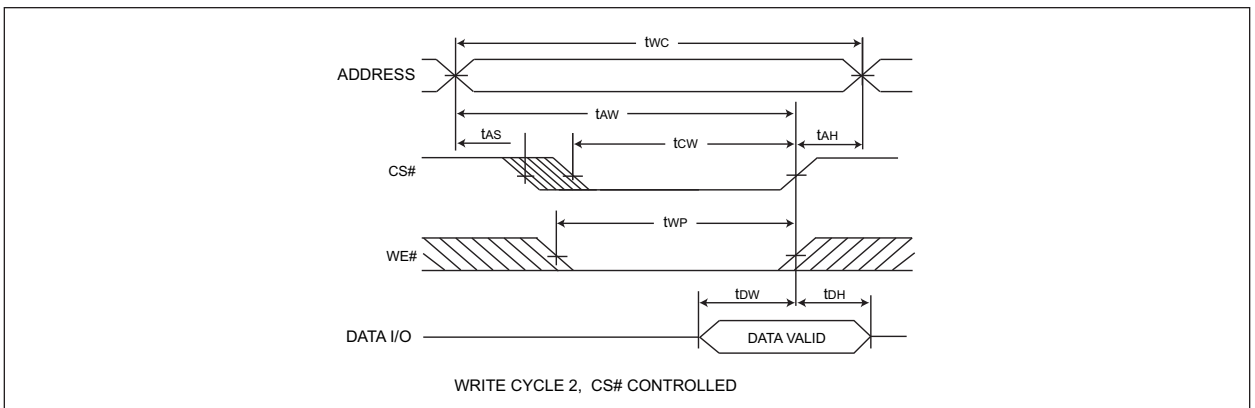 tWC
ADDRESS
tAW
tAS
tCW
tAH
CS#
tWP
WE#
tDW
tDH
DATA I/O
DATA VALID
WRITE CYCLE 2, CS# CONTROLLED